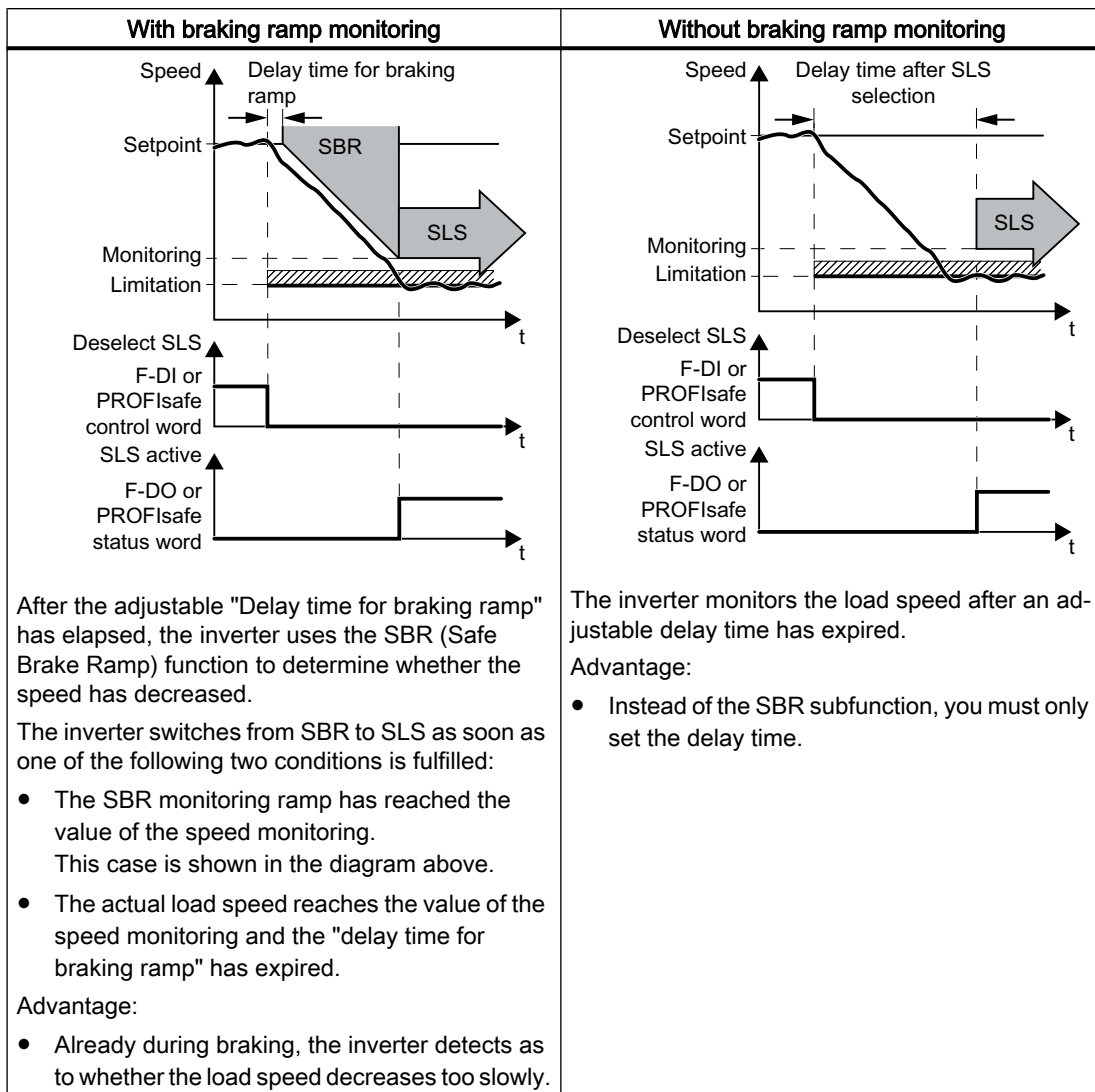 With braking ramp monitoring
Speed
Delay time for braking
ramp
Setpoint
SBR
SLS
Monitoring
Limitation
t
Deselect SLS
F-DI or
PROFIsafe
control word
t
SLS active
F-DO or
PROFIsafe
status word
t
After the adjustable "Delay time for braking ramp"
has elapsed, the inverter uses the SBR (Safe
Brake Ramp) function to determine whether the
speed has decreased.
The inverter switches from SBR to SLS as soon as
one of the following two conditions is fulfilled:
● The SBR monitoring ramp has reached the
value of the speed monitoring.
This case is shown in the diagram above.
● The actual load speed reaches the value of the
speed monitoring and the "delay time for
braking ramp" has expired.
Advantage:
● Already during braking, the inverter detects as
to whether the load speed decreases too slowly.
Without braking ramp monitoring
Speed
Delay time after SLS
selection
Setpoint
SLS
Monitoring
Limitation
t
Deselect SLS
F-DI or
PROFIsafe
control word
t
SLS active
F-DO or
PROFIsafe
status word
t
The inverter monitors the load speed after an ad-
justable delay time has expired.
Advantage:
● Instead of the SBR subfunction, you must only
set the delay time.